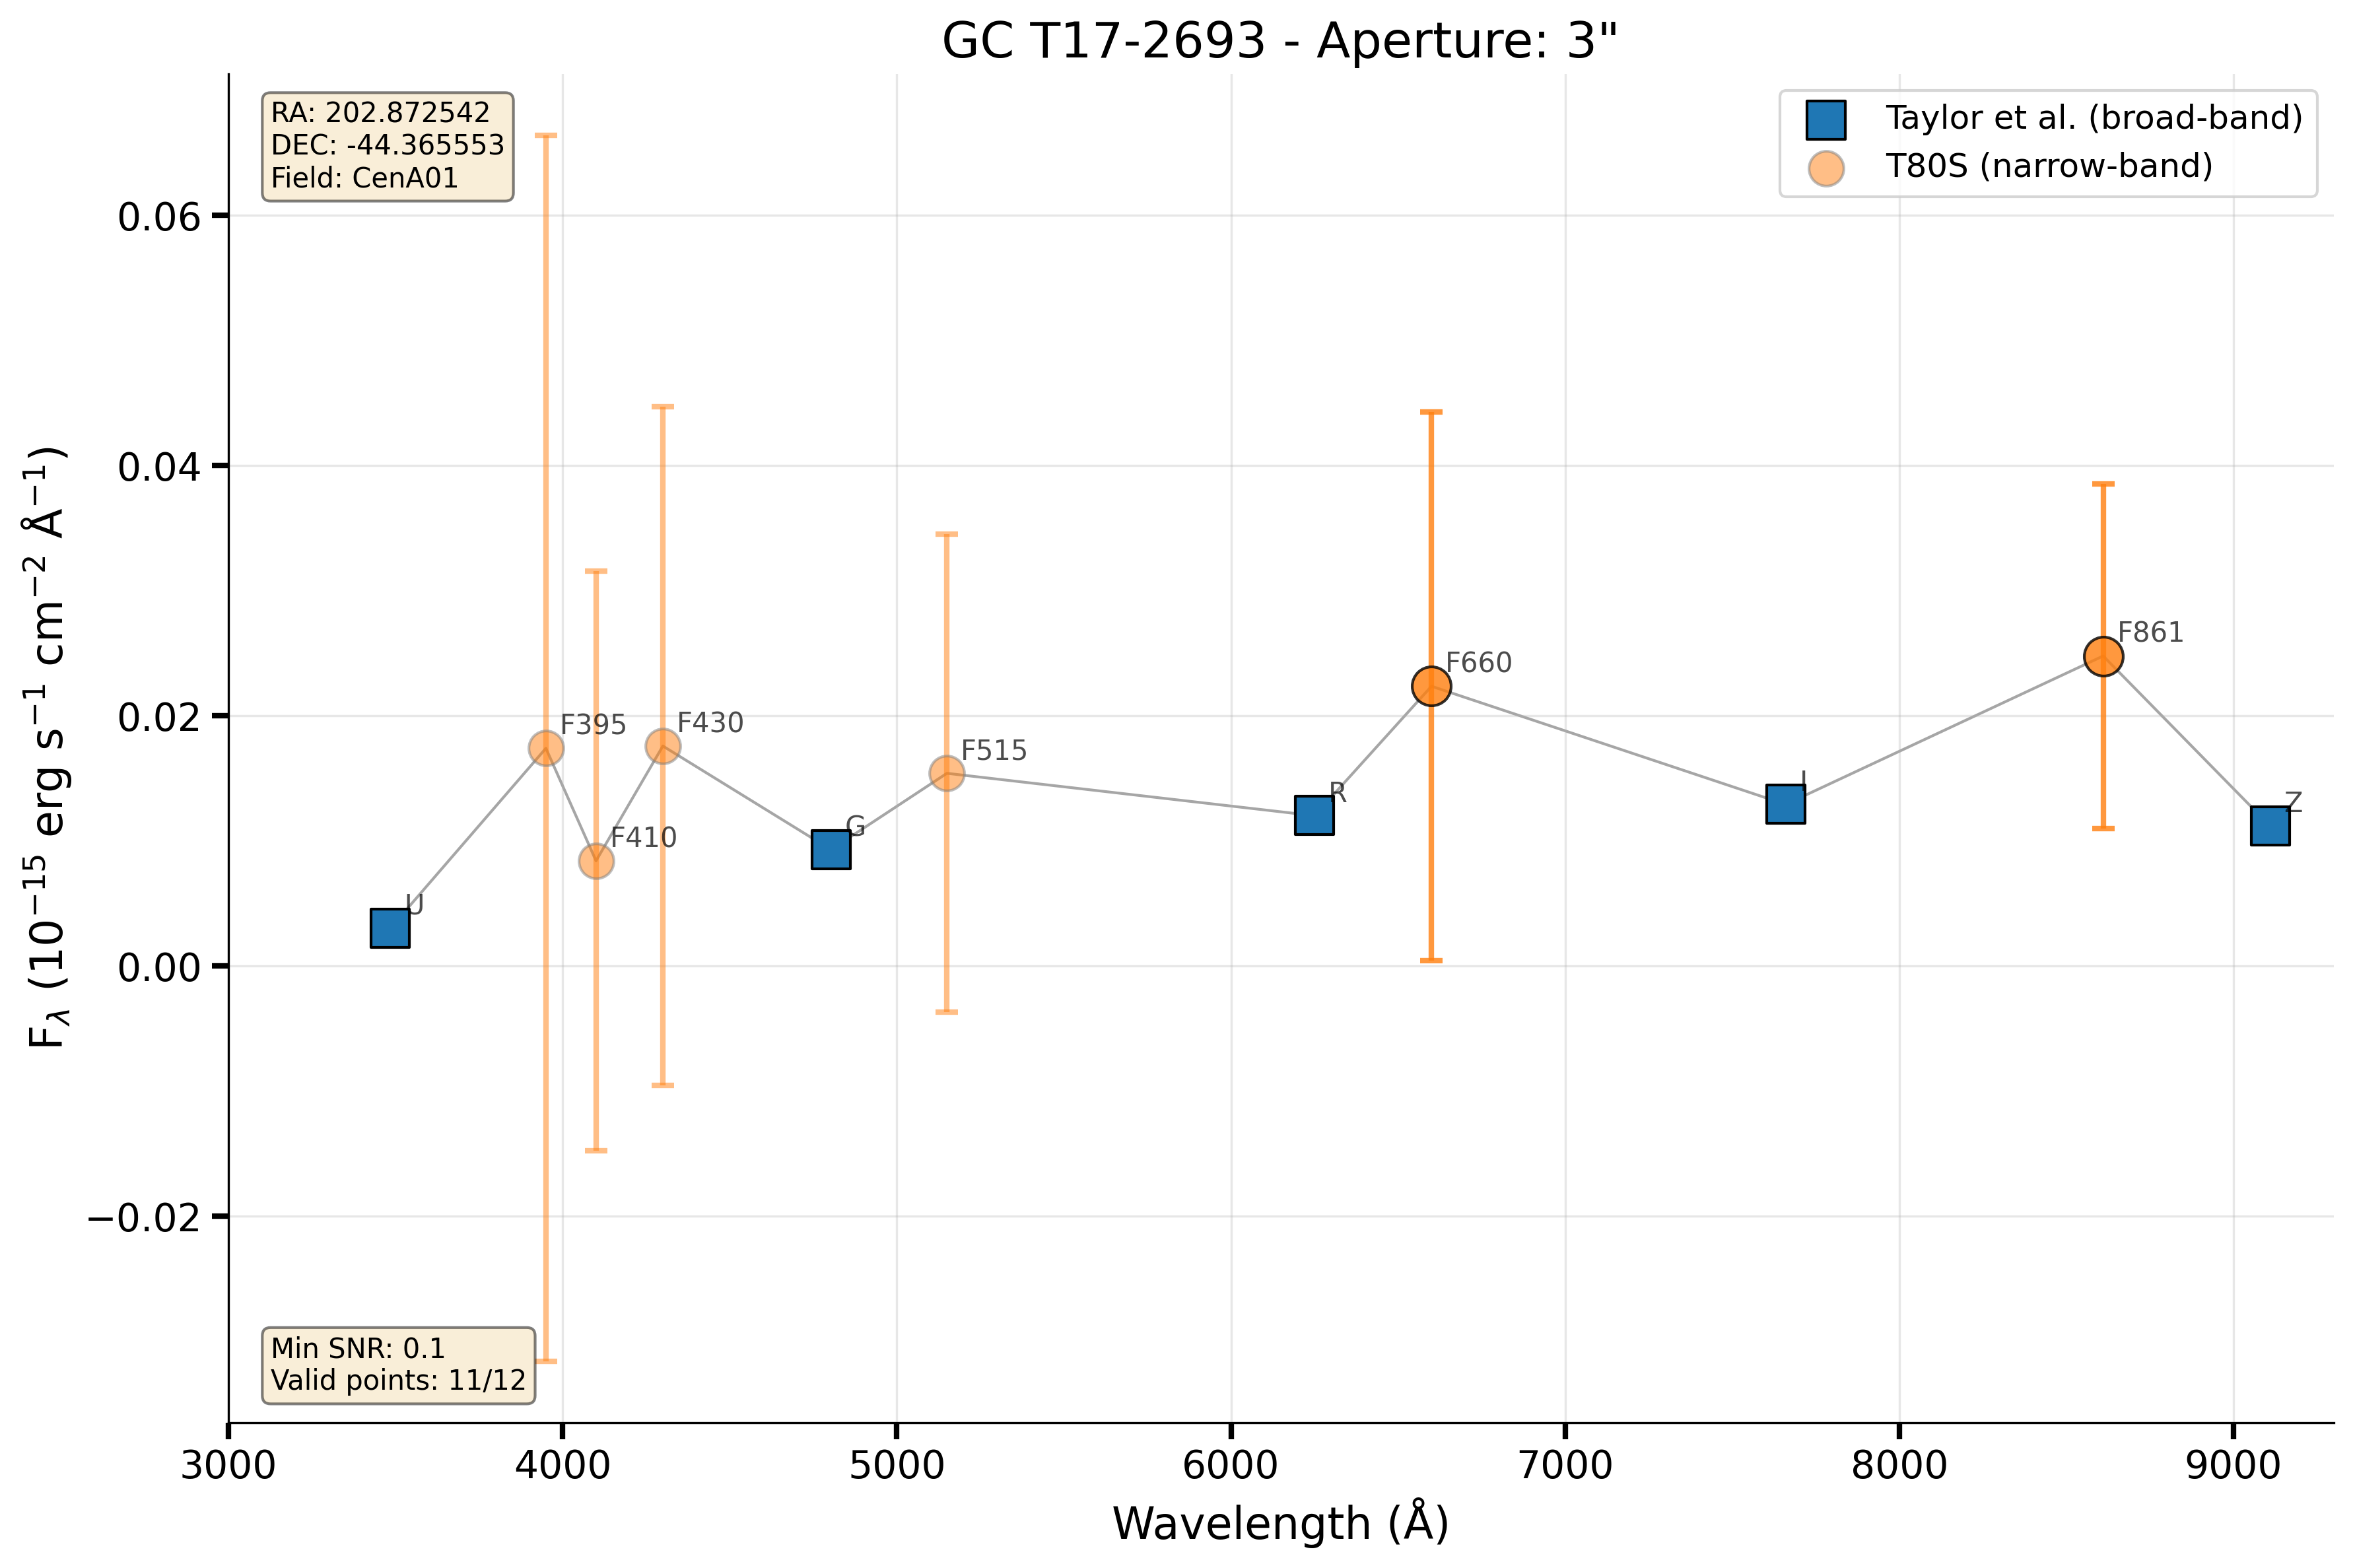 GC T17-2693 - Aperture: 3"
RA: 202.872542
DEC: -44.365553
Field: CenA01
Taylor et al. (broad-band)
T80S (narrow-band)
F_λ (10⁻¹⁵ erg s⁻¹ cm⁻² Å⁻¹)
0.06
0.04
0.02
0.00
−0.02
U
F395
F410
F430
G
F515
R
F660
I
F861
Z
Min SNR: 0.1
Valid points: 11/12
3000 4000 5000 6000 7000 8000 9000
Wavelength (Å)